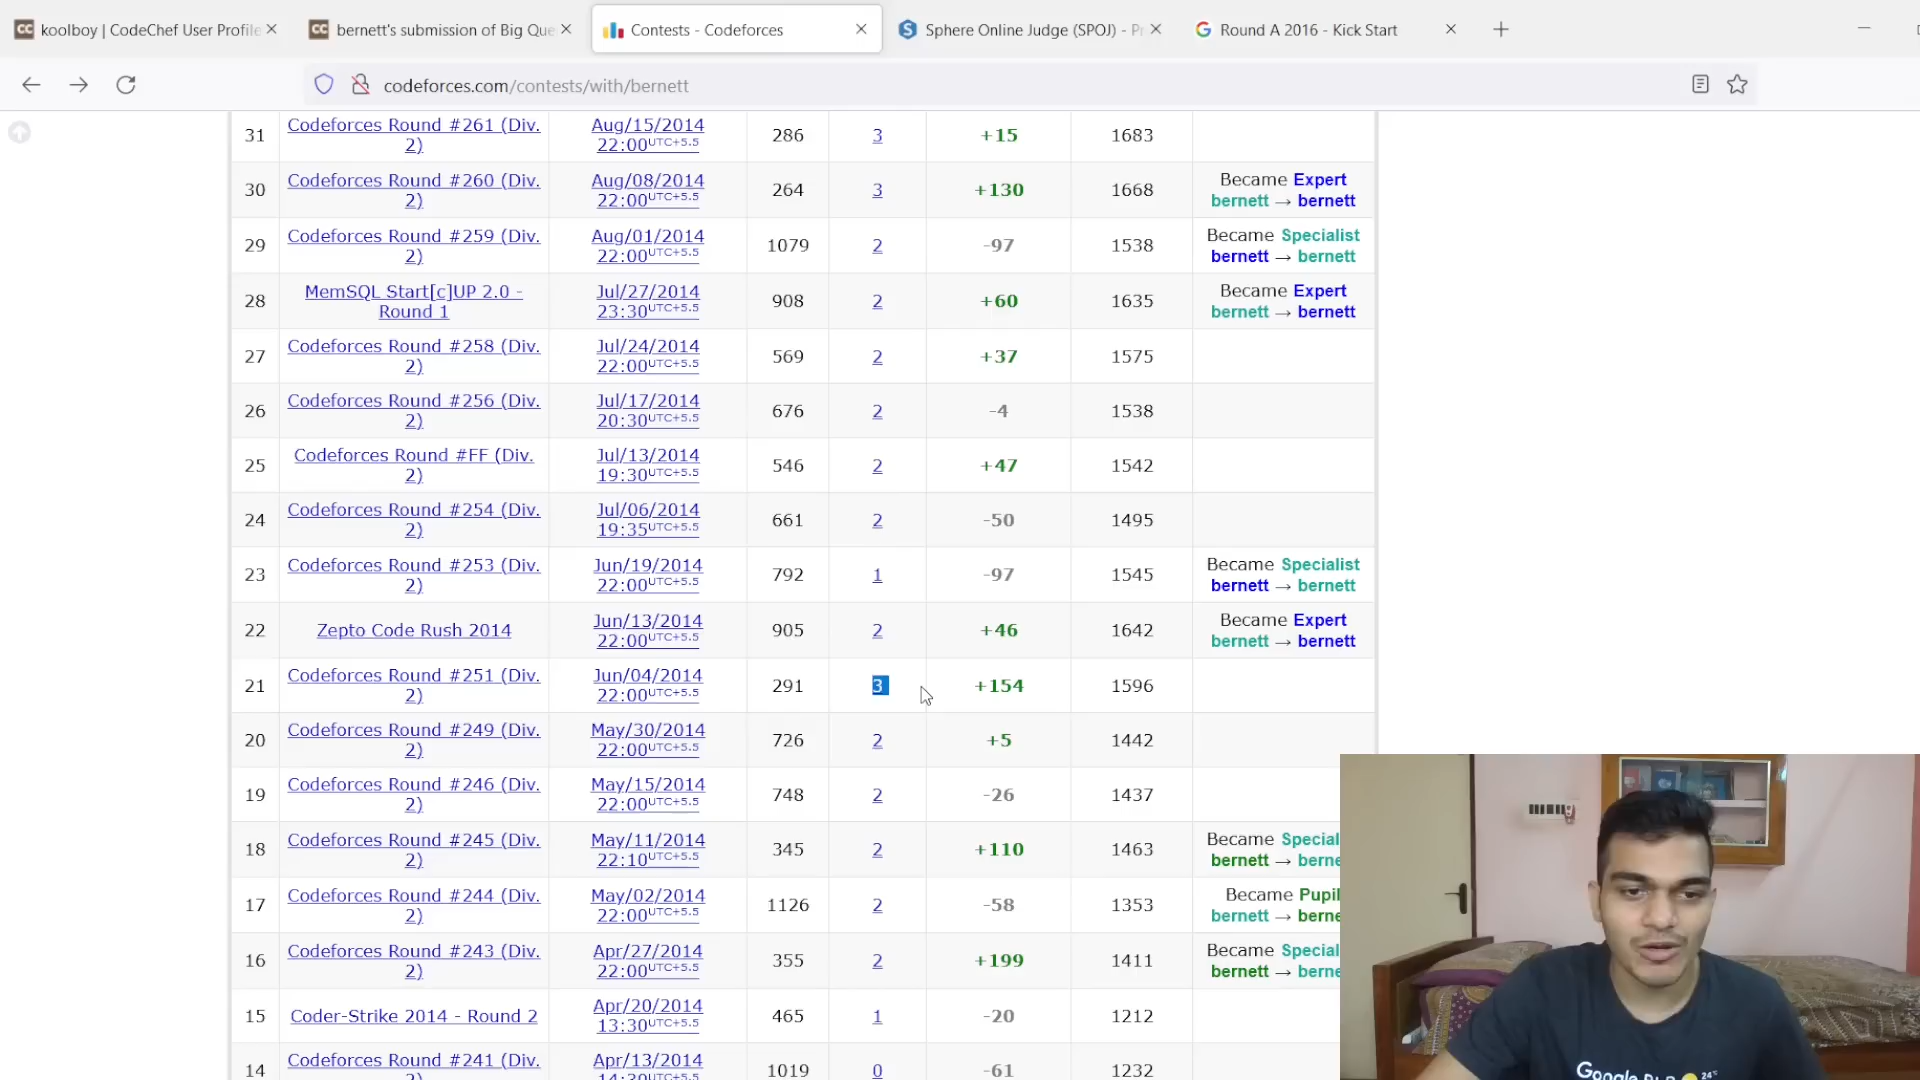 koolboy | CodeChef User Profile
bernett's submission of Big Que
Contests - Codeforces
Sphere Online Judge (SPOJ) - Pr
Round A 2016 - Kick Start
codeforces.com/contests/with/bernett
31 Codeforces Round #261 (Div. 2) Aug/15/2014 22:00UTC+5.5 286 3 +15 1683
30 Codeforces Round #260 (Div. 2) Aug/08/2014 22:00UTC+5.5 264 3 +130 1668 Became Expert bernett → bernett
29 Codeforces Round #259 (Div. 2) Aug/01/2014 22:00UTC+5.5 1079 2 -97 1538 Became Specialist bernett → bernett
28 MemSQL Start[c]UP 2.0 - Round 1 Jul/27/2014 23:30UTC+5.5 908 2 +60 1635 Became Expert bernett → bernett
27 Codeforces Round #258 (Div. 2) Jul/24/2014 22:00UTC+5.5 569 2 +37 1575
26 Codeforces Round #256 (Div. 2) Jul/17/2014 20:30UTC+5.5 676 2 -4 1538
25 Codeforces Round #FF (Div. 2) Jul/13/2014 19:30UTC+5.5 546 2 +47 1542
24 Codeforces Round #254 (Div. 2) Jul/06/2014 19:35UTC+5.5 661 2 -50 1495
23 Codeforces Round #253 (Div. 2) Jun/19/2014 22:00UTC+5.5 792 1 -97 1545 Became Specialist bernett → bernett
22 Zepto Code Rush 2014 Jun/13/2014 22:00UTC+5.5 905 2 +46 1642 Became Expert bernett → bernett
21 Codeforces Round #251 (Div. 2) Jun/04/2014 22:00UTC+5.5 291 3 +154 1596
20 Codeforces Round #249 (Div. 2) May/30/2014 22:00UTC+5.5 726 2 +5 1442
19 Codeforces Round #246 (Div. 2) May/15/2014 22:00UTC+5.5 748 2 -26 1437
18 Codeforces Round #245 (Div. 2) May/11/2014 22:10UTC+5.5 345 2 +110 1463 Became Special bernett → berne
17 Codeforces Round #244 (Div. 2) May/02/2014 22:00UTC+5.5 1126 2 -58 1353 Became Pupil bernett → berne
16 Codeforces Round #243 (Div. 2) Apr/27/2014 22:00UTC+5.5 355 2 +199 1411 Became Special bernett → berne
15 Coder-Strike 2014 - Round 2 Apr/20/2014 13:30UTC+5.5 465 1 -20 1212
14 Codeforces Round #241 (Div. Apr/13/2014 1019 0 -61 1232
Google
24°